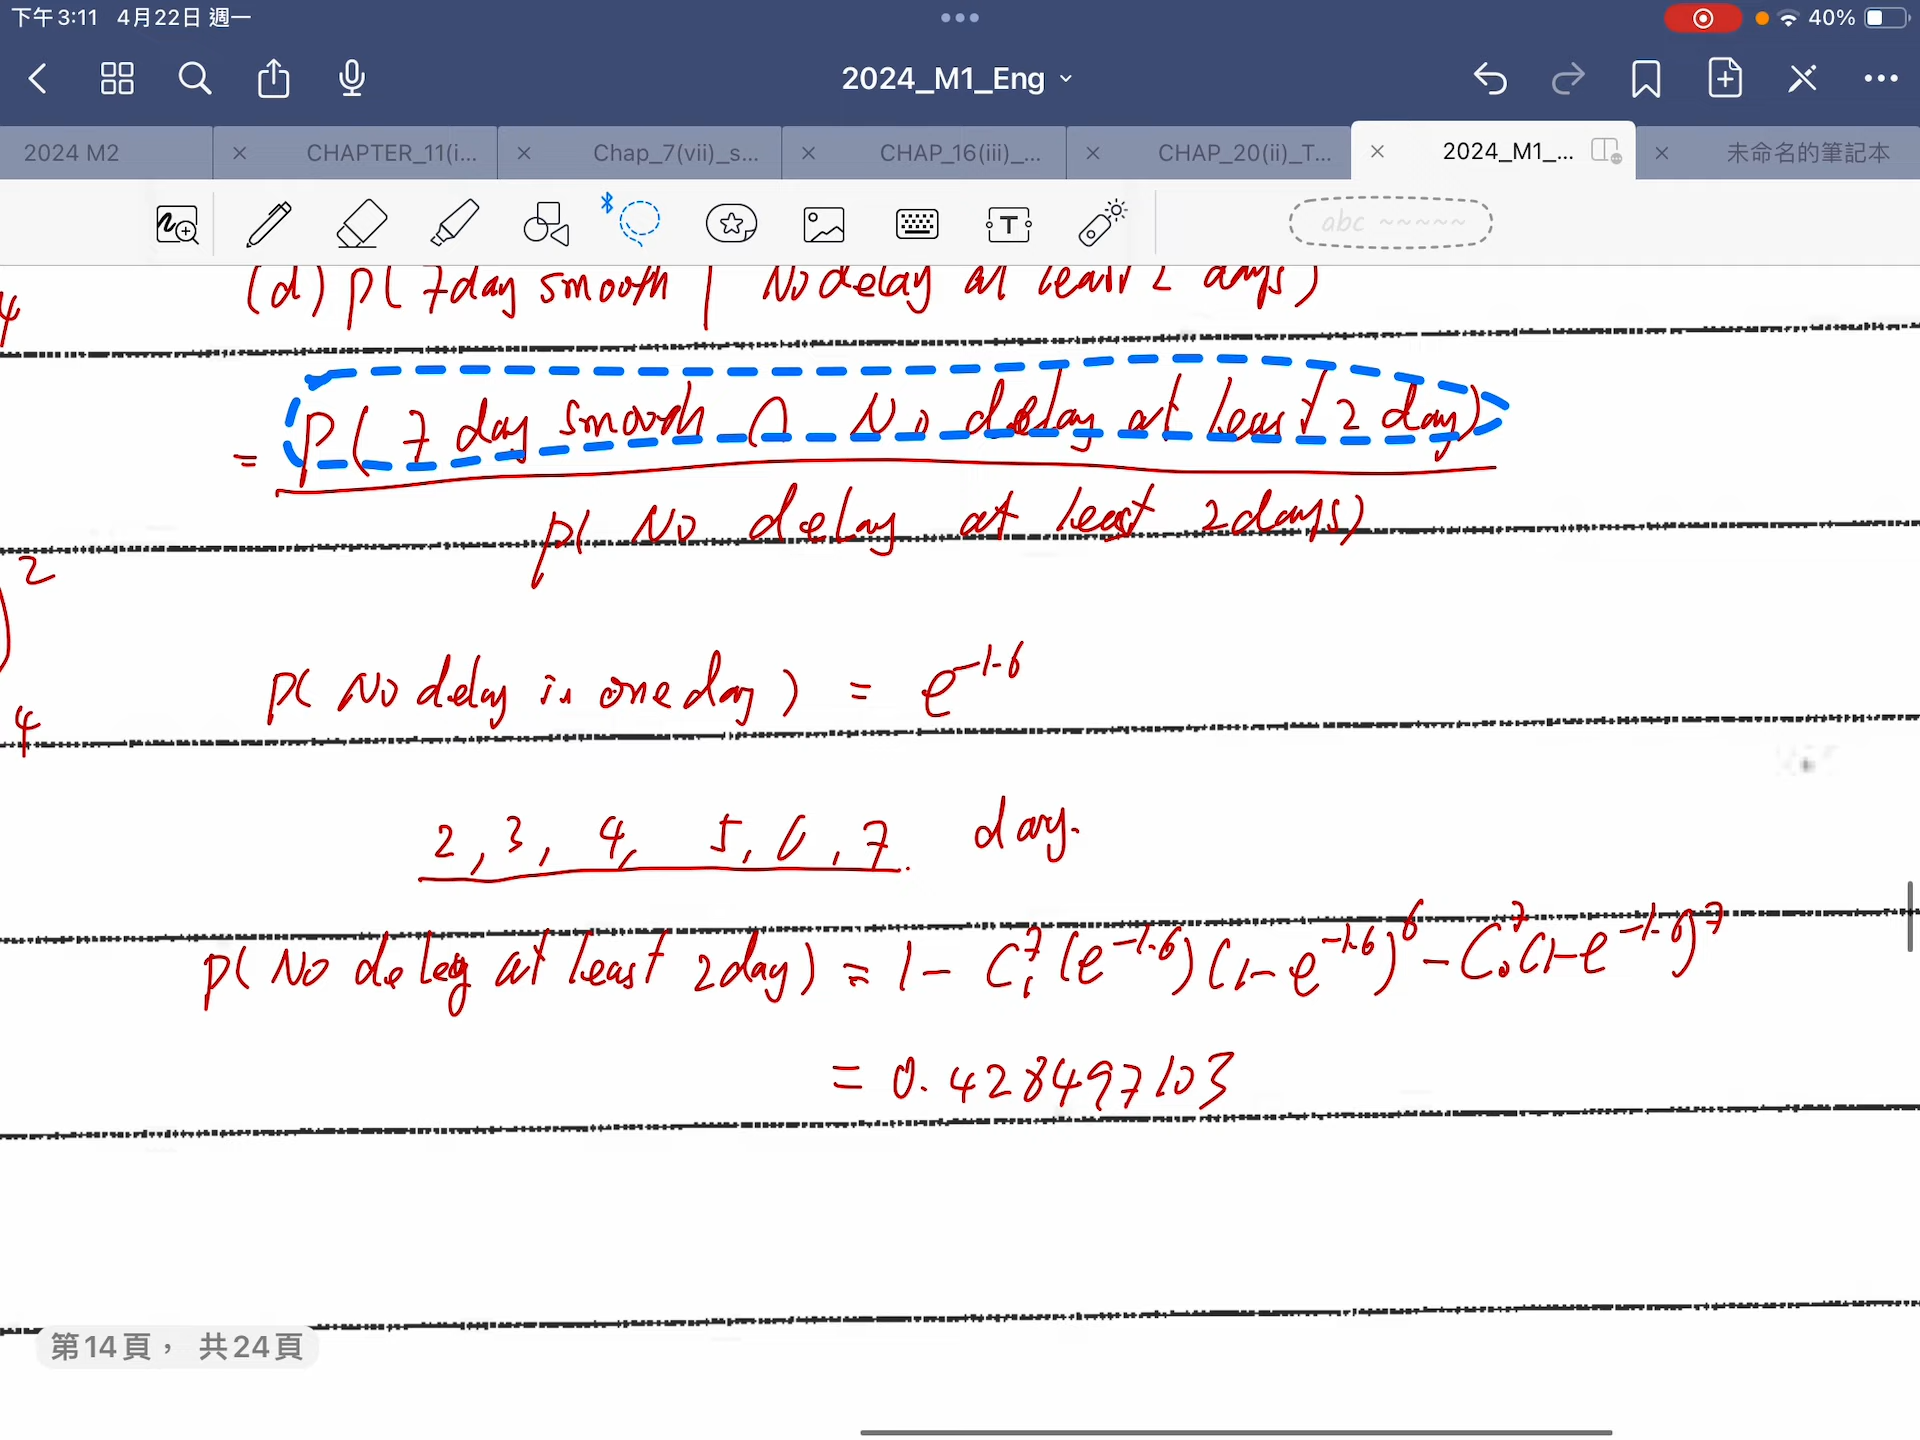 下午3:11 4月22日 週一
40%
2024_M1_Eng
2024 M2
CHAPTER_11(i...
Chap_7(vii)_s...
CHAP_16(iii)_...
CHAP_20(ii)_T...
2024_M1_...
未命名的筆記本
abc
4
(d) P( 7day smooth | No delay at least 2 days)
= P( 7 day smooth ∩ No delay at least 2 day)
P( No delay at least 2days)
)2
P( No delay in one day ) = e^-1.6
4
2, 3, 4, 5, 6, 7. day.
P( No delay at least 2day) = 1 - C^7_1 (e^-1.6) (1-e^-1.6)^6 - C^7_0 (1-e^-1.6)^7
= 0.428497103
第14頁， 共24頁